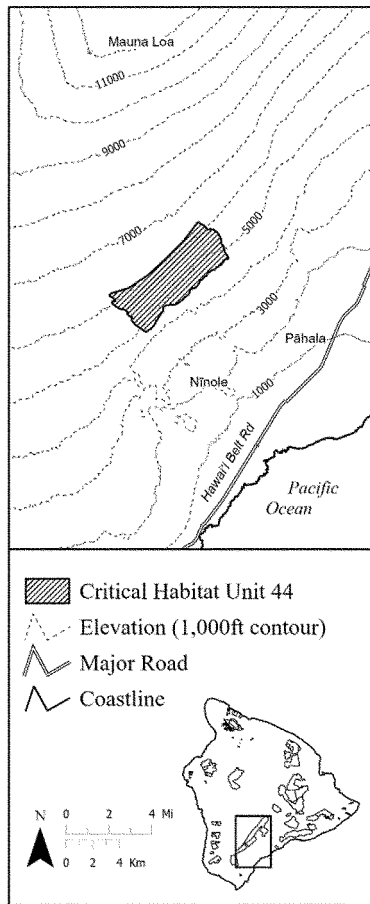 Mauna Loa
11000
9000
7000
5000
3000
Pāhala
Nīnole
1000
Hawai'i Belt Rd
Pacific
Ocean
Critical Habitat Unit 44
Elevation (1,000ft contour)
Major Road
Coastline
N
0 2 4 Mi
0 2 4 Km